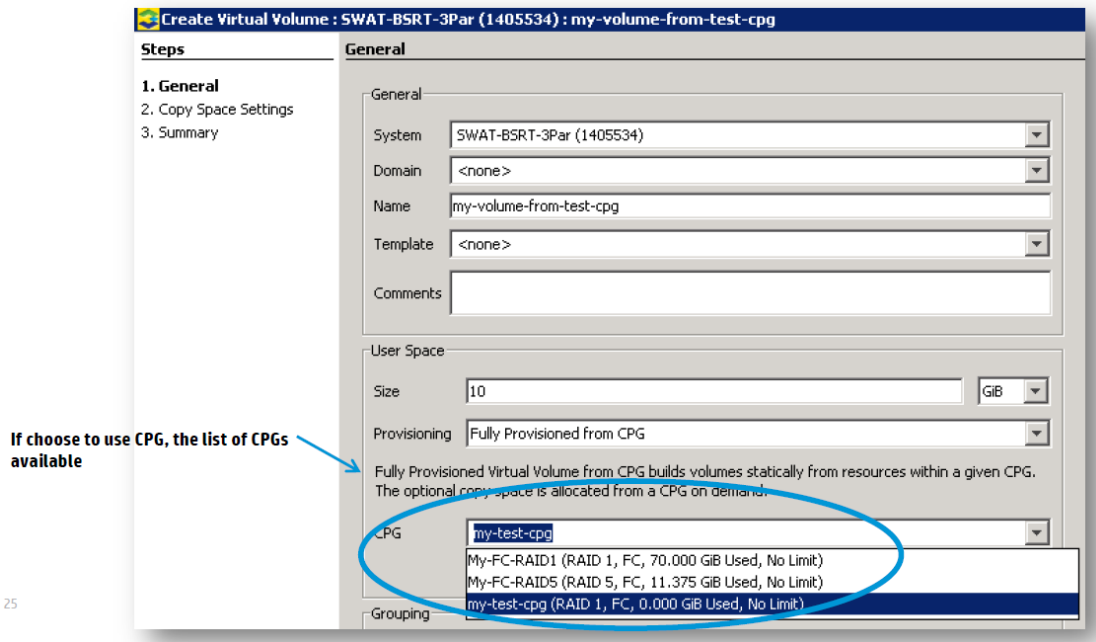 Create Virtual Volume : SWAT-BSRT-3Par (1405534) : my-volume-from-test-cpg
Steps
General
1. General
2. Copy Space Settings
3. Summary
General
System
SWAT-BSRT-3Par (1405534)
Domain
<none>
Name
my-volume-from-test-cpg
Template
<none>
Comments
User Space
Size
10
GiB
Provisioning
Fully Provisioned from CPG
If choose to use CPG, the list of CPGs
available
Fully Provisioned Virtual Volume from CPG builds volumes statically from resources within a given CPG.
The optional copy space is allocated from a CPG on demand.
CPG
my-test-cpg
My-FC-RAID1 (RAID 1, FC, 70.000 GiB Used, No Limit)
My-FC-RAID5 (RAID 5, FC, 11.375 GiB Used, No Limit)
my-test-cpg (RAID 1, FC, 0.000 GiB Used, No Limit)
Grouping
25